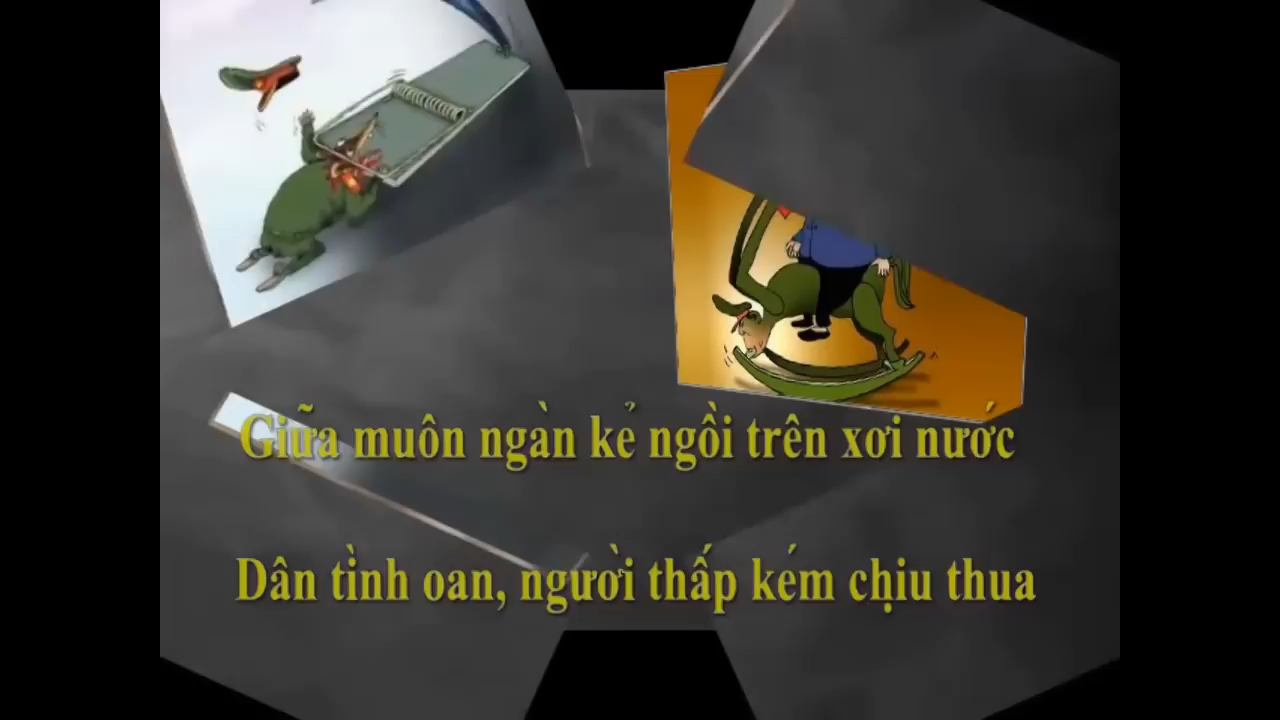 Giữa muôn ngàn kẻ ngồi trên xơi nước
Dân tình oan, người thấp kém chịu thua